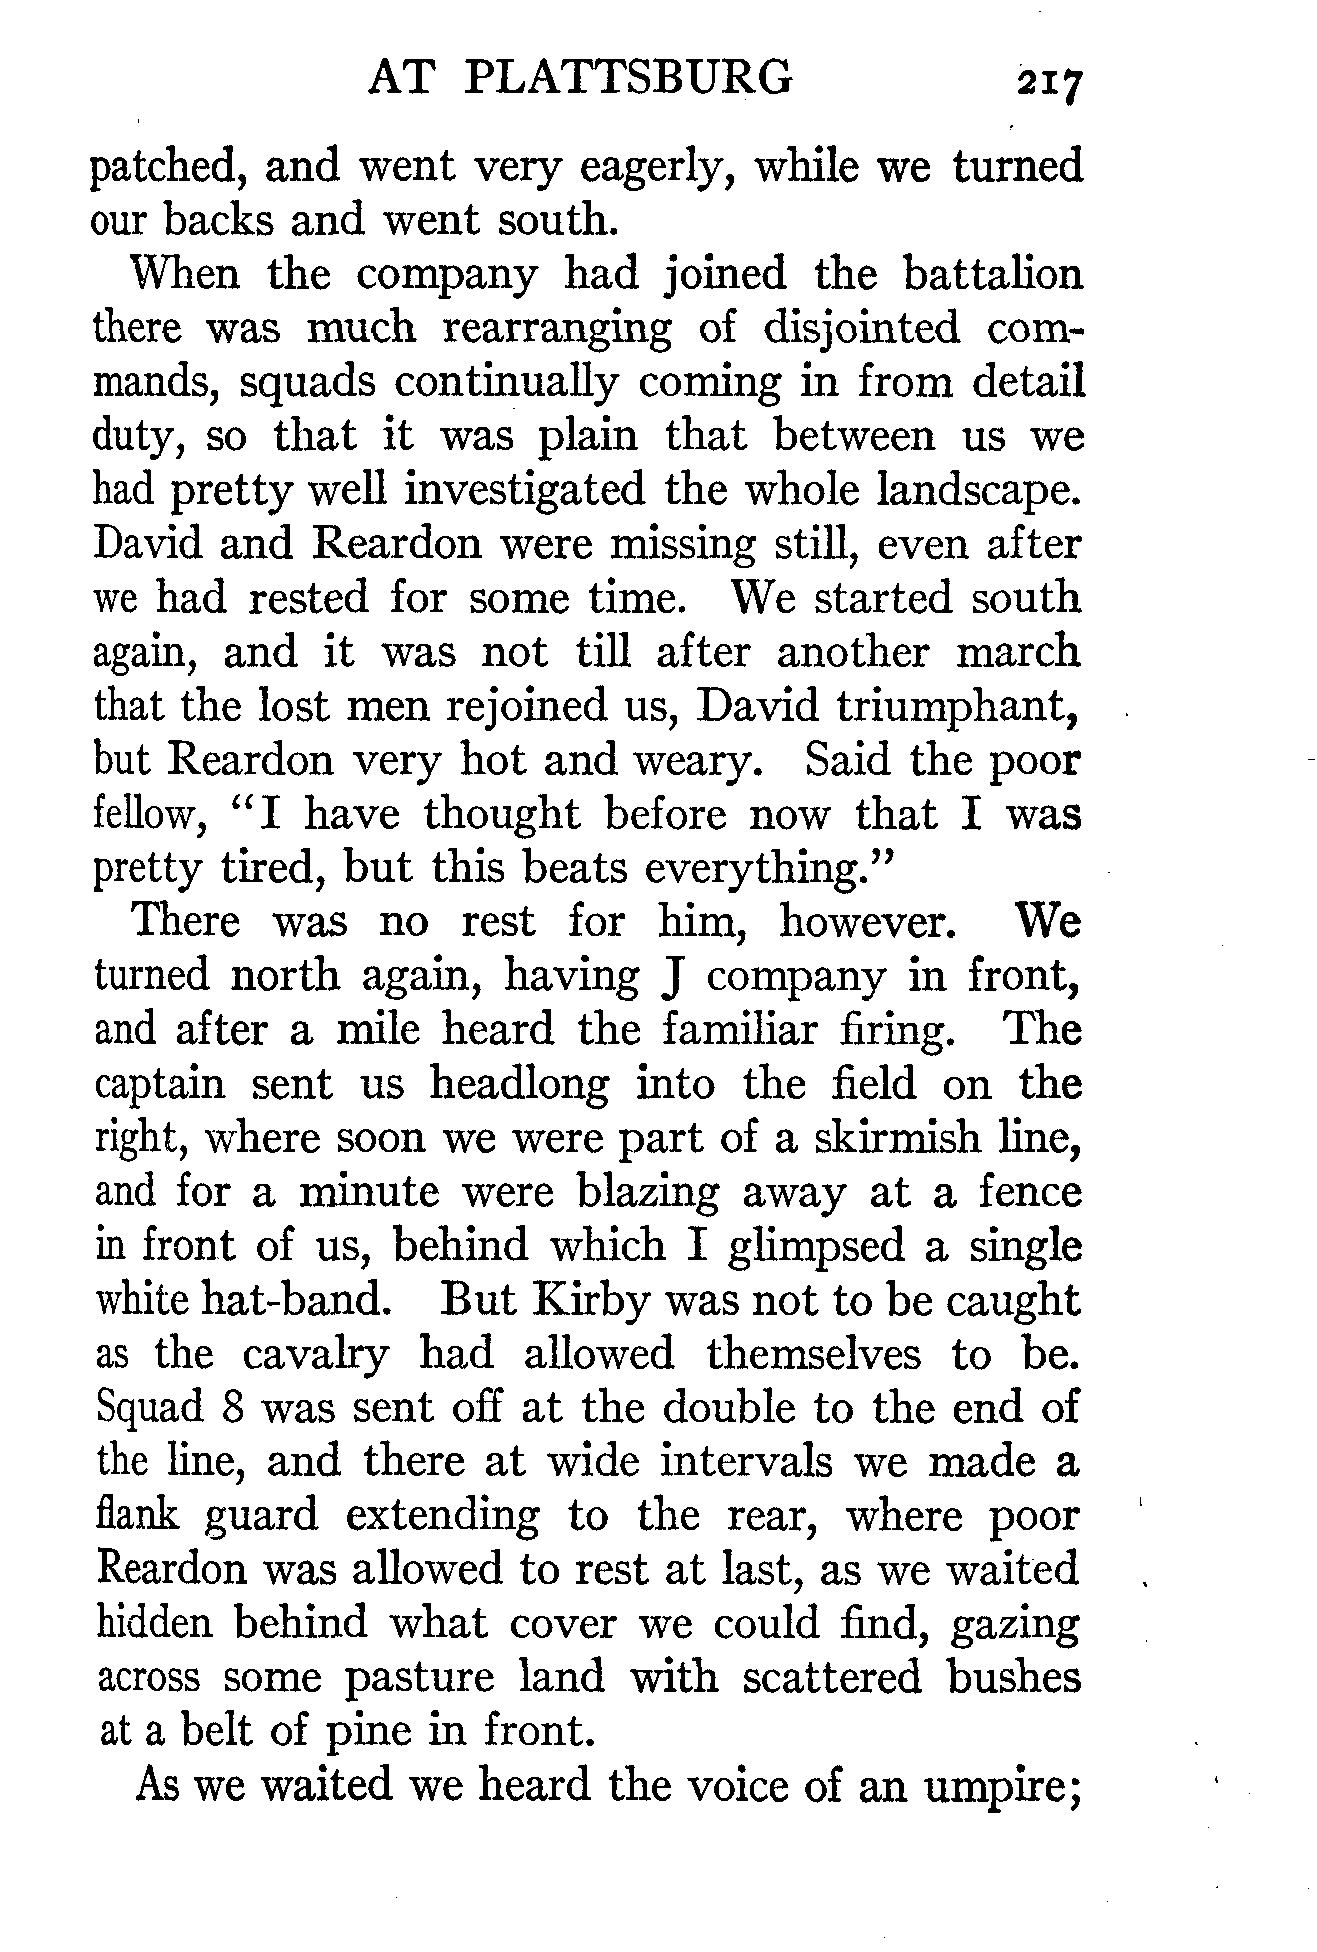 AT PLATTSBURG 217
patched, and went very eagerly, while we turned
our backs and went south.
When the company had joined the battalion
there was much rearranging of disjointed com-
mands, squads continually coming in from detail
duty, so that it was plain that between us we
had pretty well investigated the whole landscape.
David and Reardon were missing still, even after
we had rested for some time. We started south
again, and it was not till after another march
that the lost men rejoined us, David triumphant,
but Reardon very hot and weary. Said the poor
fellow, “I have thought before now that I was
pretty tired, but this beats everything.”
There was no rest for him, however. We
turned north again, having J company in front,
and after a mile heard the familiar firing. The
captain sent us headlong into the field on the
right, where soon we were part of a skirmish line,
and for a minute were blazing away at a fence
in front of us, behind which I glimpsed a single
white hat-band. But Kirby was not to be caught
as the cavalry had allowed themselves to be.
Squad 8 was sent off at the double to the end of
the line, and there at wide intervals we made a
flank guard extending to the rear, where poor
Reardon was allowed to rest at last, as we waited
hidden behind what cover we could find, gazing
across some pasture land with scattered bushes
at a belt of pine in front.
As we waited we heard the voice of an umpire;